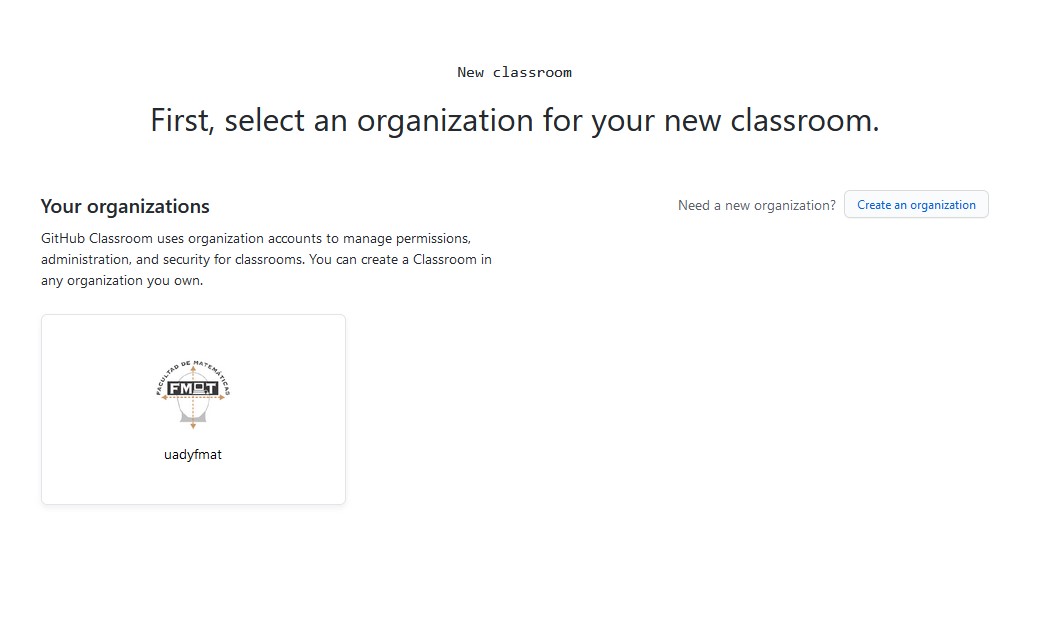 New classroom
First, select an organization for your new classroom.
Your organizations
Need a new organization? Create an organization
GitHub Classroom uses organization accounts to manage permissions,
administration, and security for classrooms. You can create a Classroom in
any organization you own.
FACULTAD DE MATEMÁTICAS
FMAT
uadyfmat